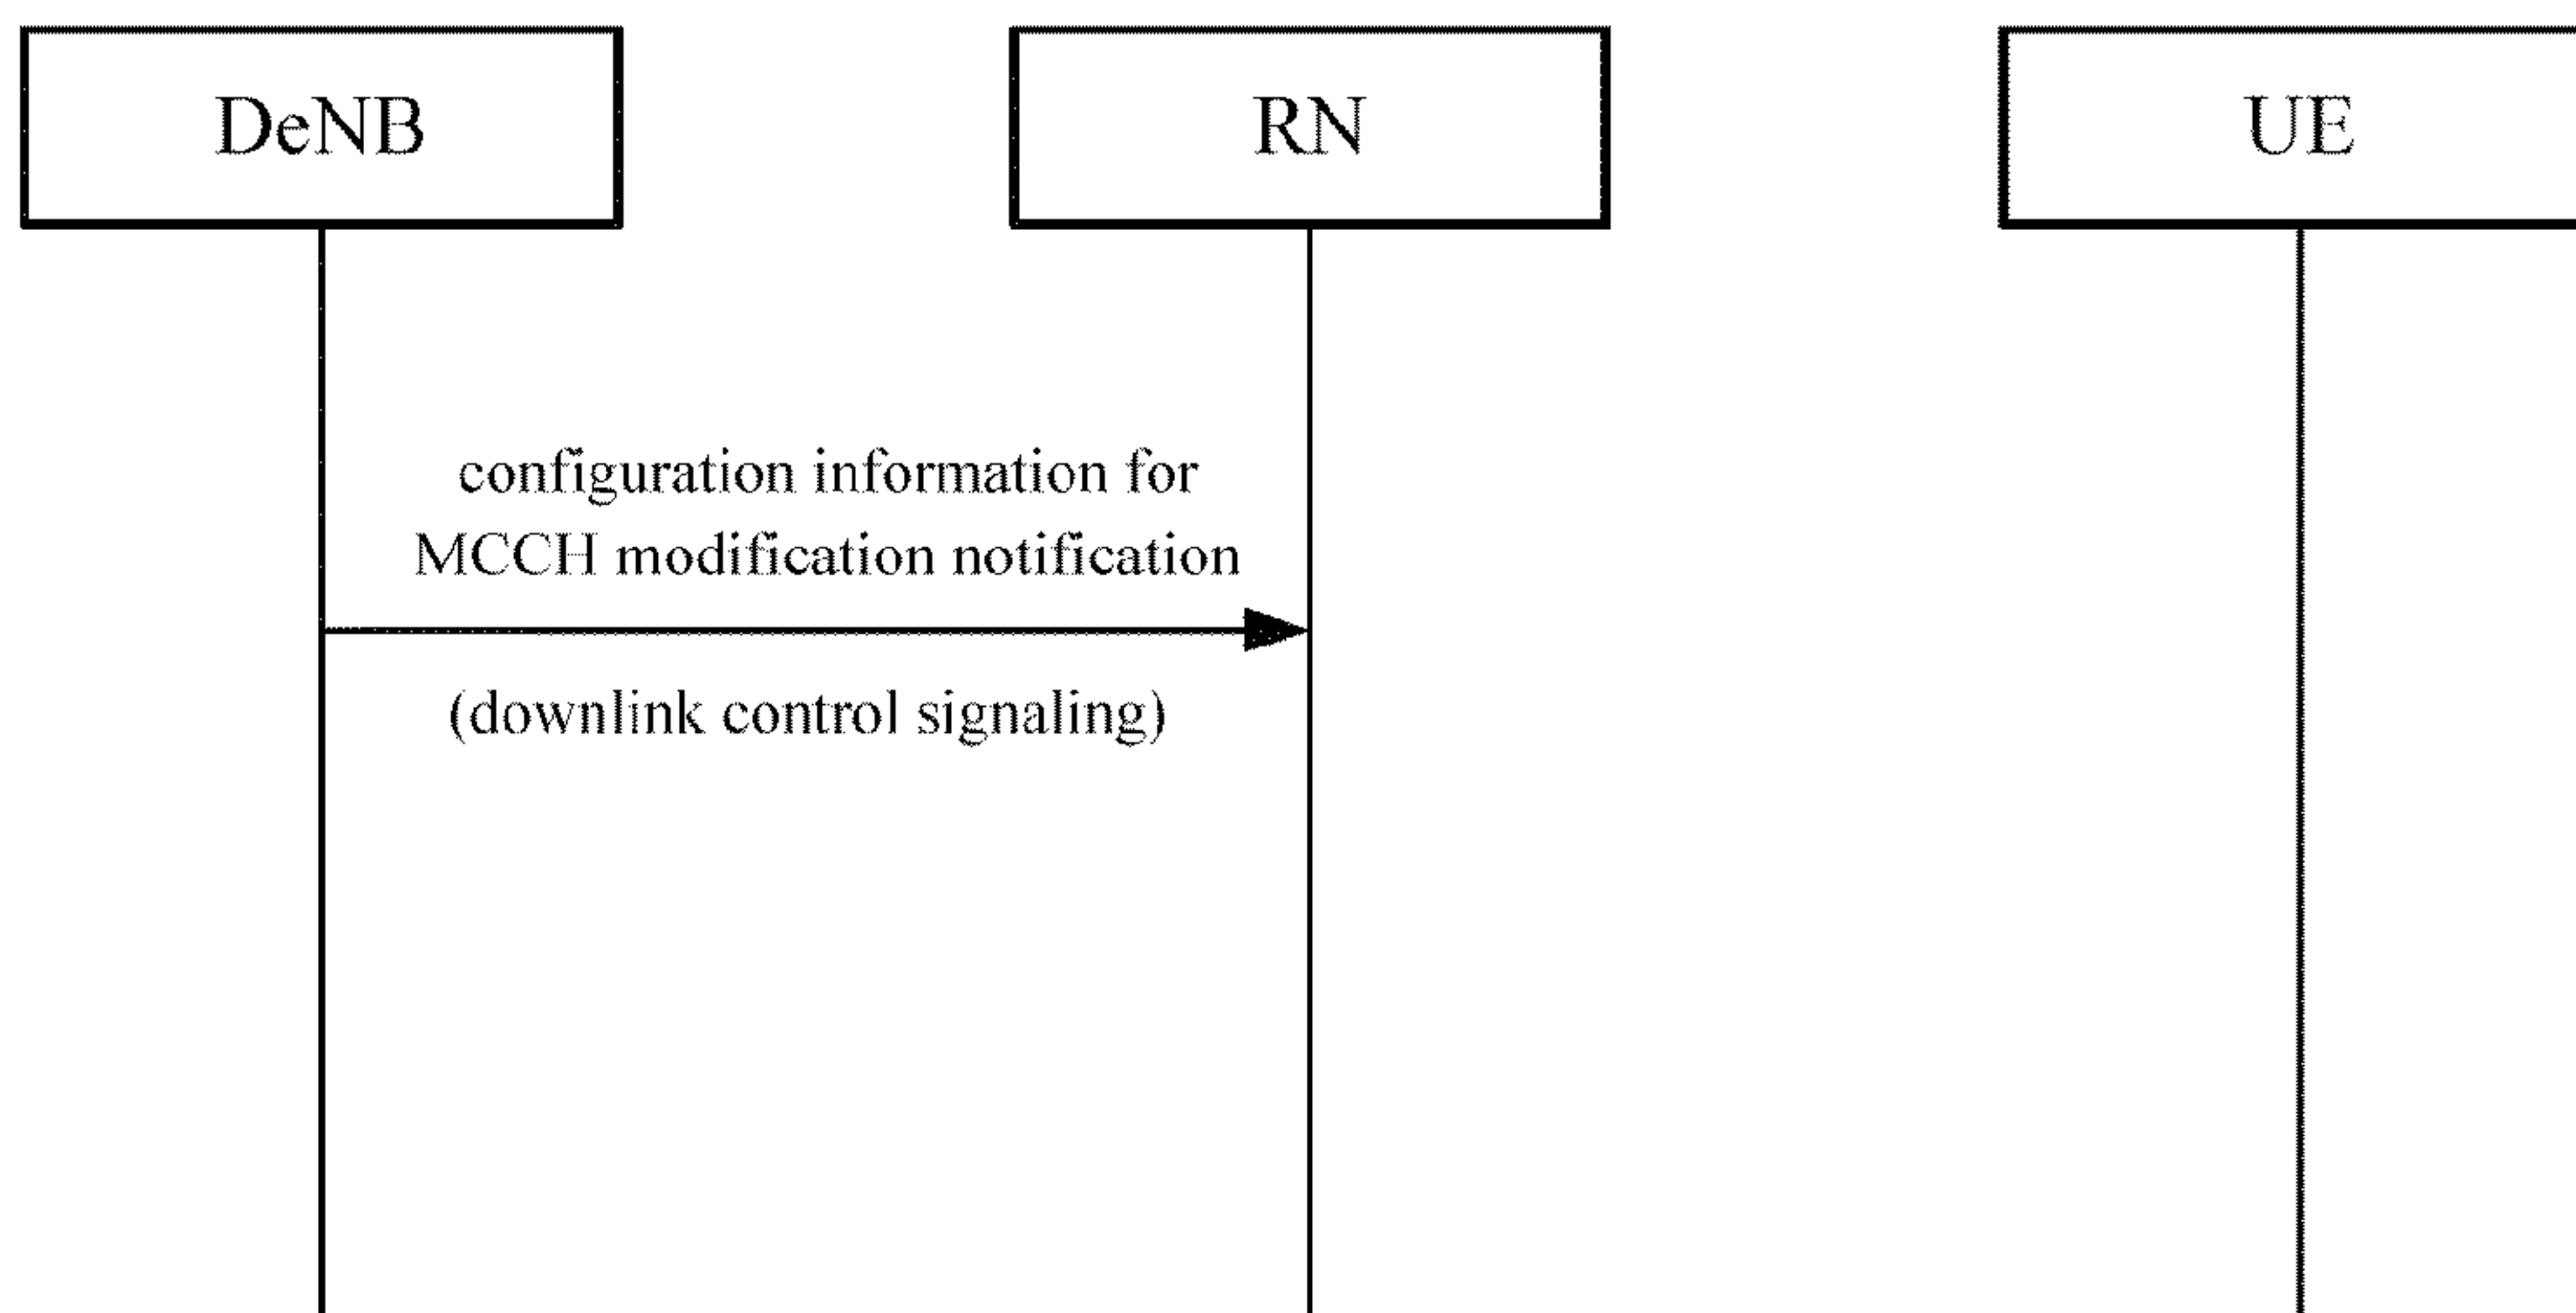 DeNB
RN
UE
configuration information for
MCCH modification notification
(downlink control signaling)